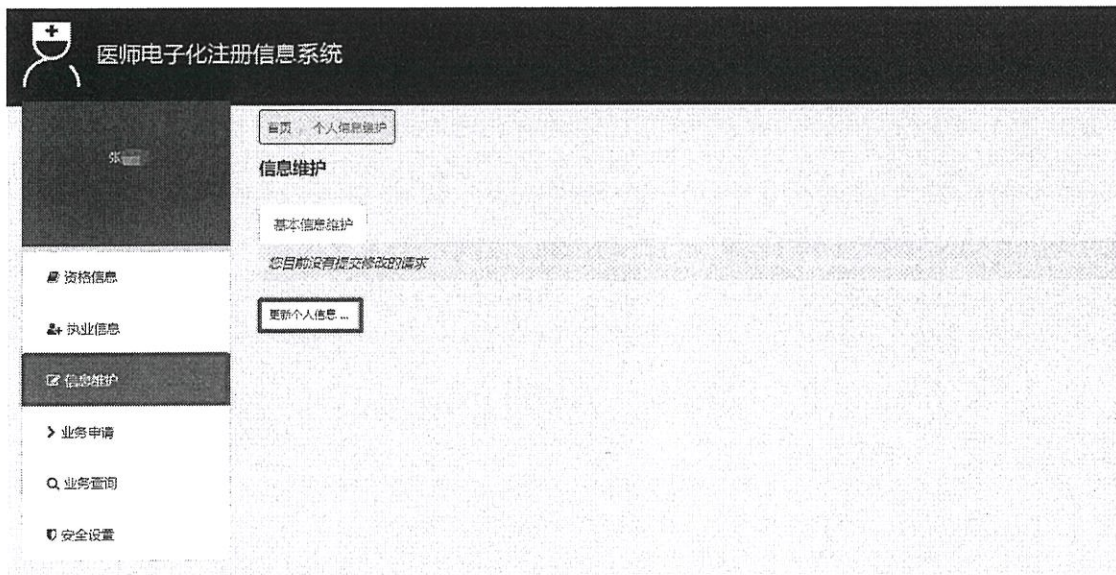 医师电子化注册信息系统
张
首页 / 个人信息维护
信息维护
基本信息维护
您目前没有提交修改的请求
更新个人信息 ...
资格信息
执业信息
信息维护
业务申请
业务查询
安全设置